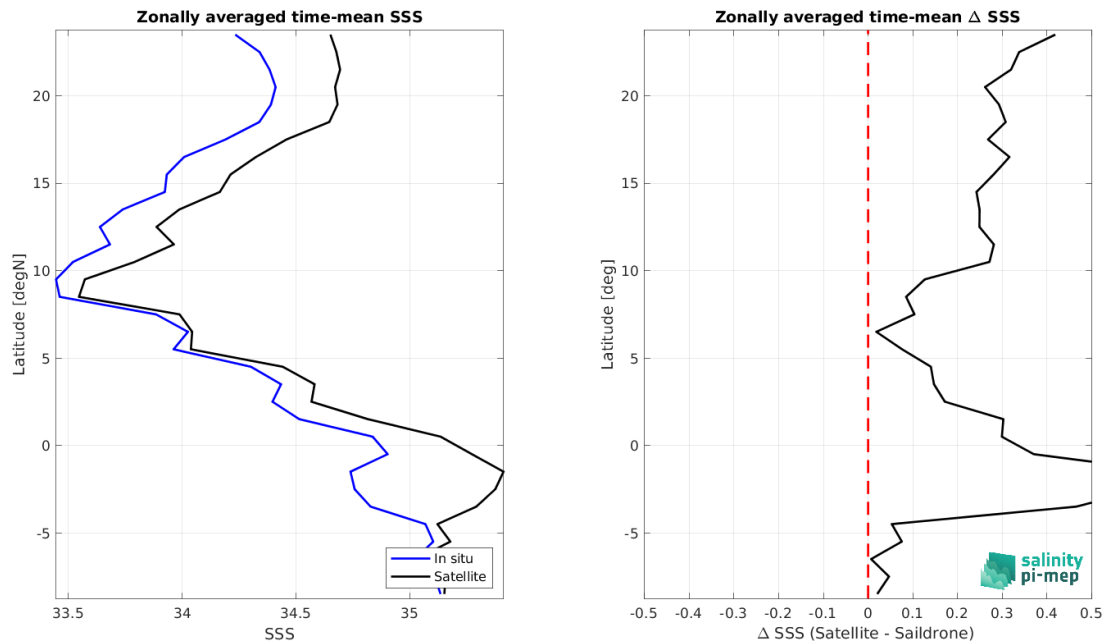 Zonally averaged time-mean SSS
20
15
10
5
0
-5
Latitude [degN]
33.5 34 34.5 35
SSS
In situ
Satellite
Zonally averaged time-mean Δ SSS
20
15
10
5
0
-5
Latitude [deg]
-0.5 -0.4 -0.3 -0.2 -0.1 0 0.1 0.2 0.3 0.4 0.5
Δ SSS (Satellite - Saildrone)
salinity
pi-mep